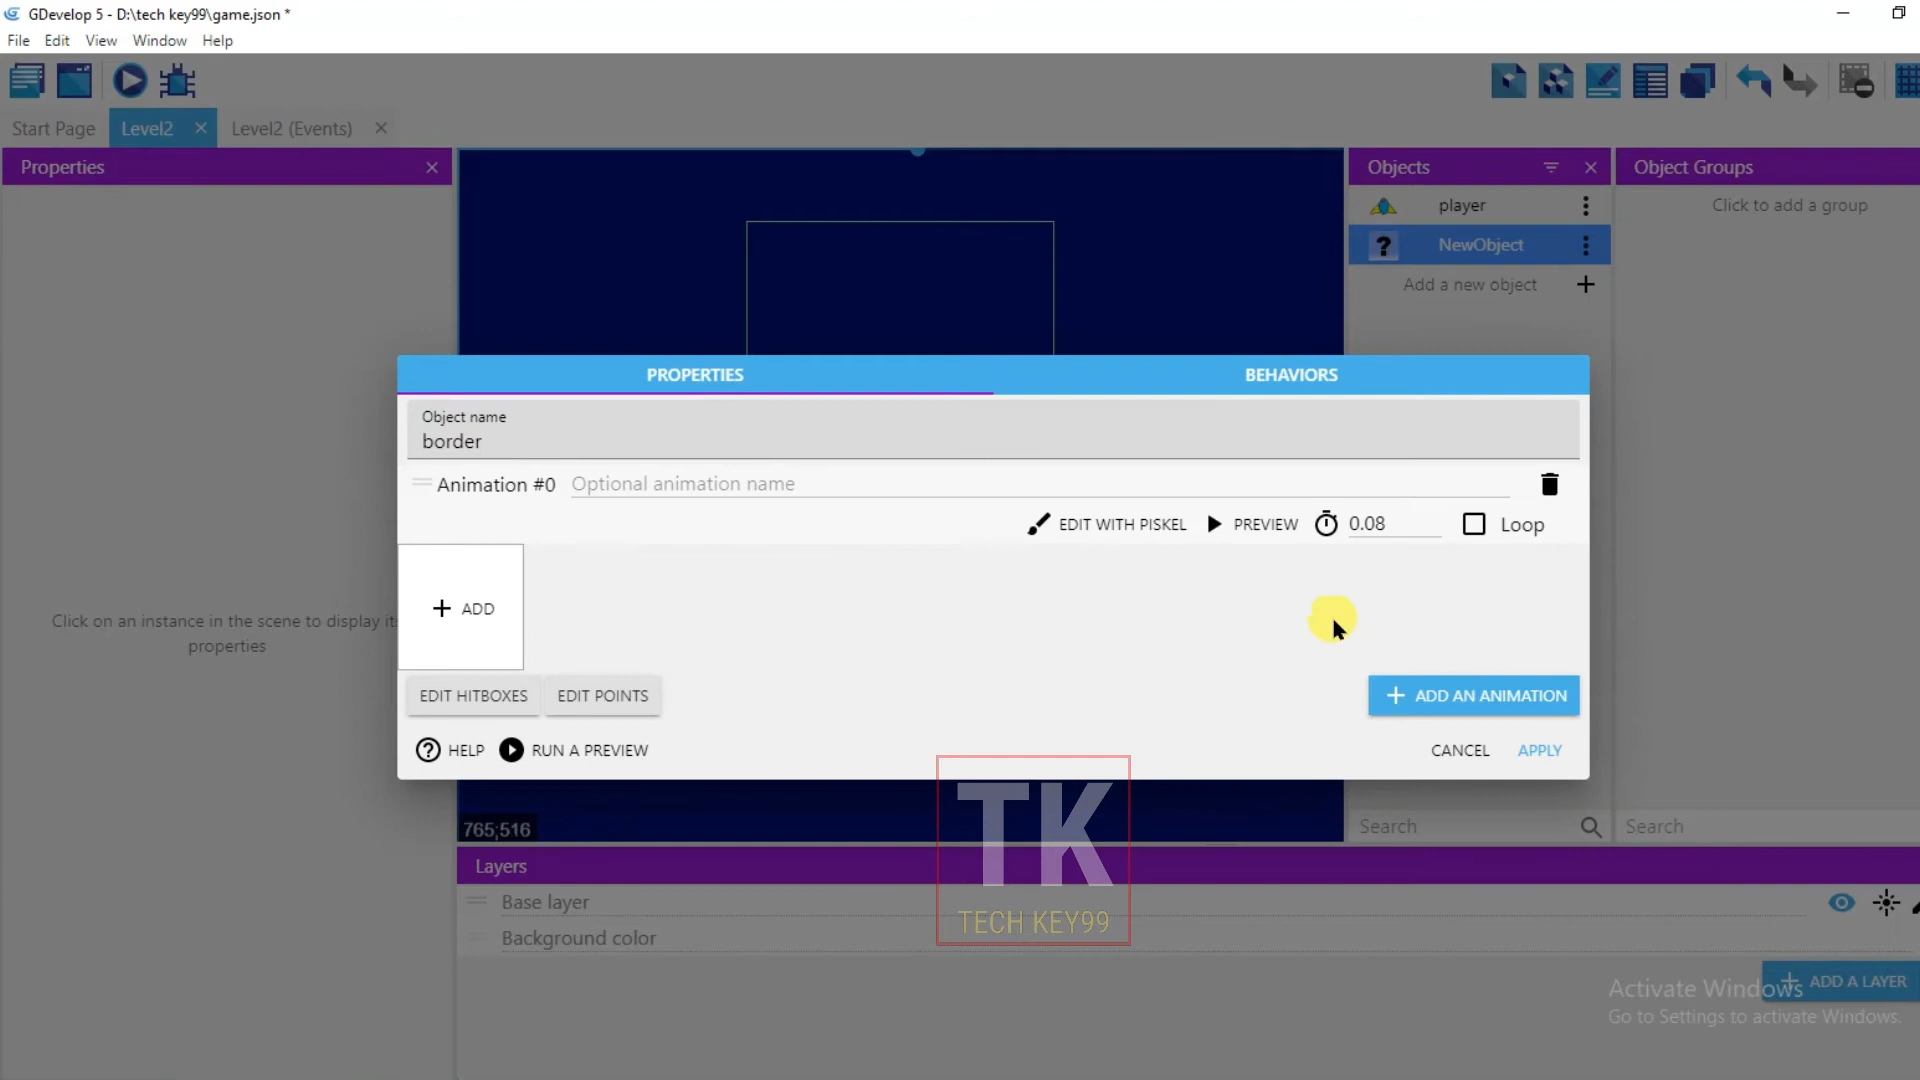 GDevelop 5 - D:\tech key99\game.json *
File Edit View Window Help
Start Page Level2 Level2 (Events)
Properties
Objects
Object Groups
player
Click to add a group
NewObject
Add a new object
PROPERTIES BEHAVIORS
Object name
border
Animation #0 Optional animation name
EDIT WITH PISKEL PREVIEW 0.08 Loop
ADD
Click on an instance in the scene to display it
properties
EDIT HITBOXES EDIT POINTS
ADD AN ANIMATION
HELP RUN A PREVIEW
CANCEL APPLY
765;516
Search
Search
TK
TECH KEY99
Layers
Base layer
Background color
ADD A LAYER
Activate Windows
Go to Settings to activate Windows.